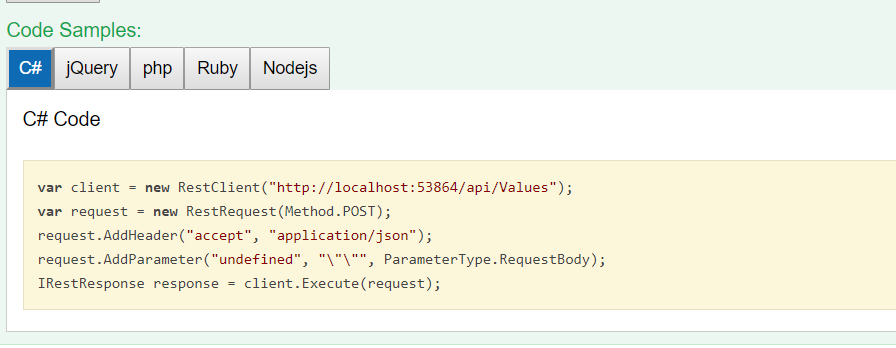 Code Samples:
C# jQuery php Ruby Nodejs
C# Code
var client = new RestClient("http://localhost:53864/api/Values");
var request = new RestRequest(Method.POST);
request.AddHeader("accept", "application/json");
request.AddParameter("undefined", "\"\"", ParameterType.RequestBody);
IRestResponse response = client.Execute(request);